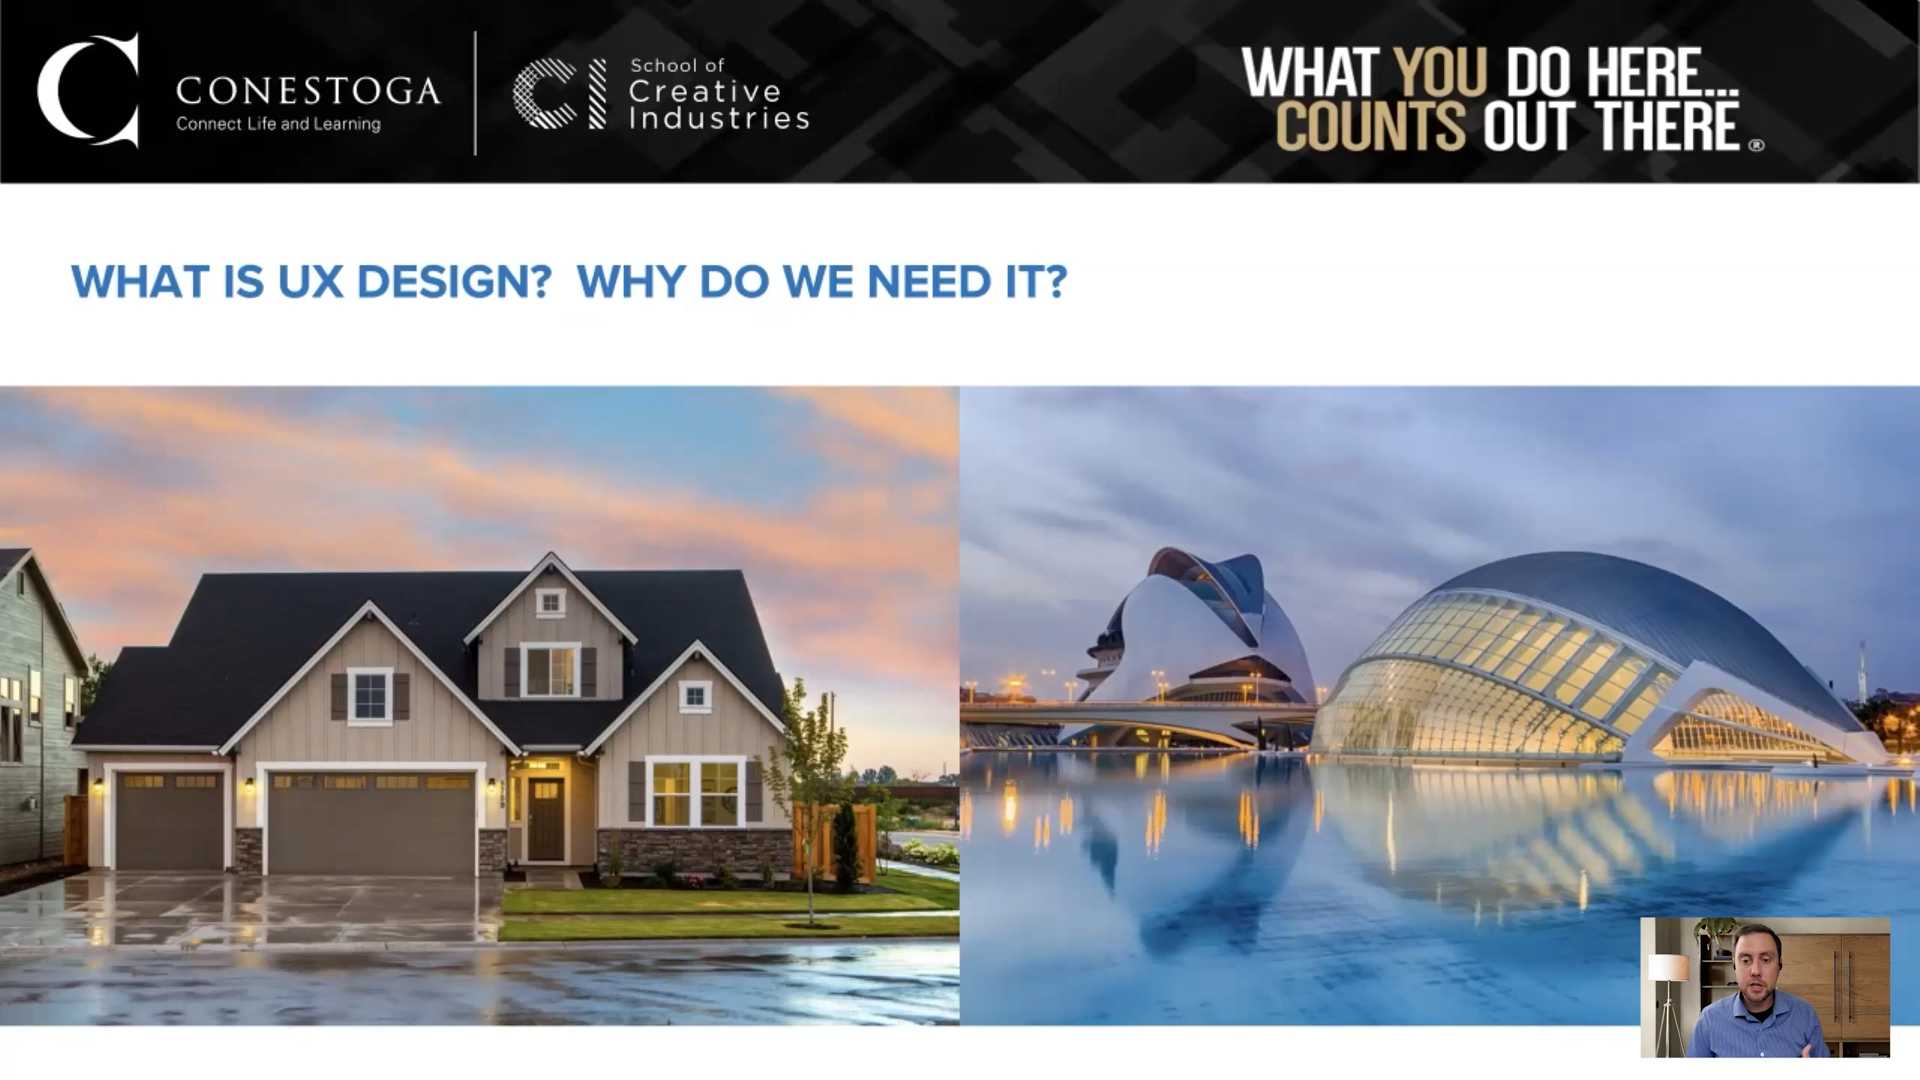 CONESTOGA
Connect Life and Learning
CI
School of
Creative
Industries
WHAT YOU DO HERE...
COUNTS OUT THERE®
WHAT IS UX DESIGN? WHY DO WE NEED IT?